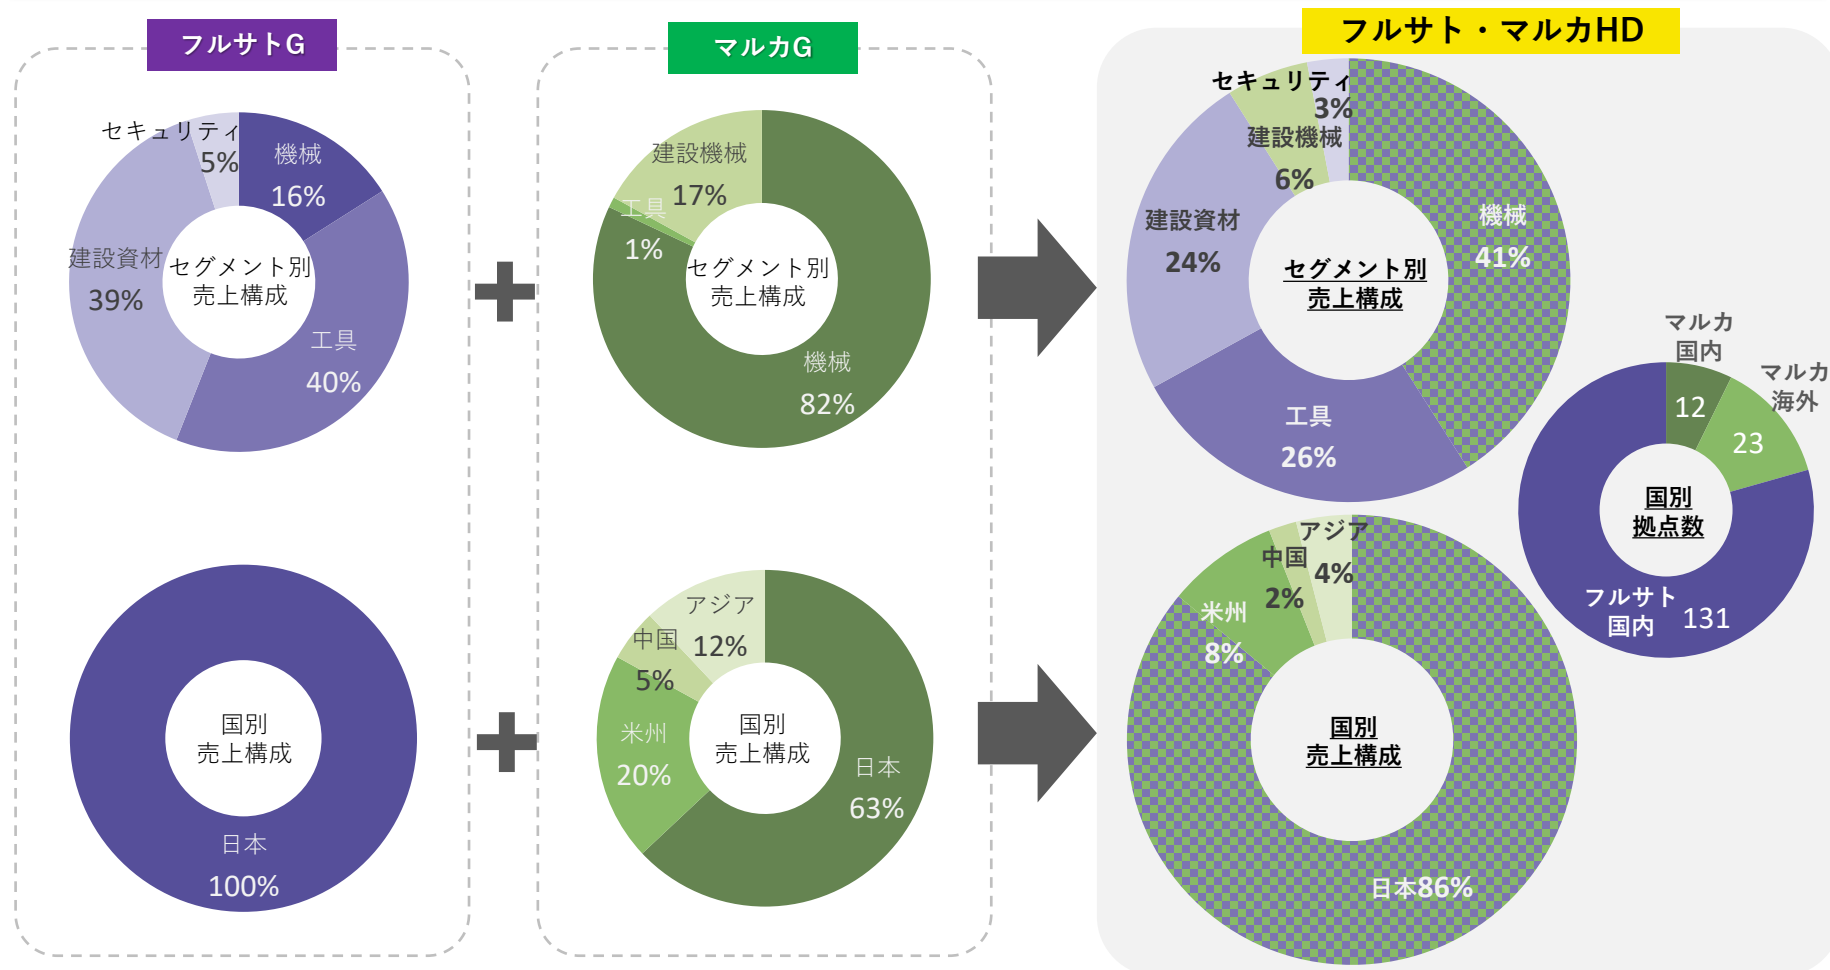 フルサトG
セキュリティ
5%
機械
16%
建設資材
39%
セグメント別
売上構成
工具
40%
国別
売上構成
日本
100%
マルカG
建設機械
17%
工具
1%
セグメント別
売上構成
機械
82%
アジア
12%
中国
5%
米州
20%
国別
売上構成
日本
63%
フルサト・マルカHD
セキュリティ
3%
建設機械
6%
機械
41%
建設資材
24%
セグメント別
売上構成
工具
26%
マルカ
国内
12
マルカ
海外
23
国別
拠点数
フルサト
国内
131
アジア
4%
中国
2%
米州
8%
国別
売上構成
日本86%